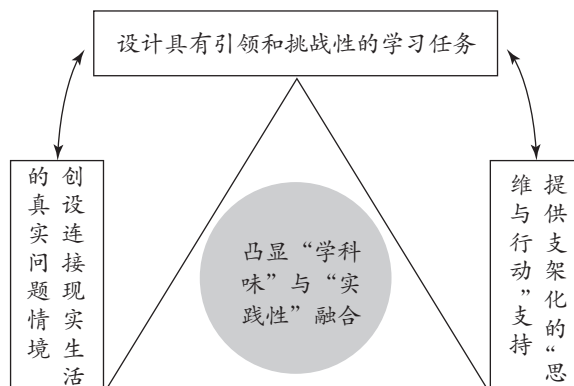 设计具有引领和挑战性的学习任务
创设连接现实生活
的真实问题情境
凸显“学科
味”与“实
践性”融合
提供支架化的“思
维与行动”支持